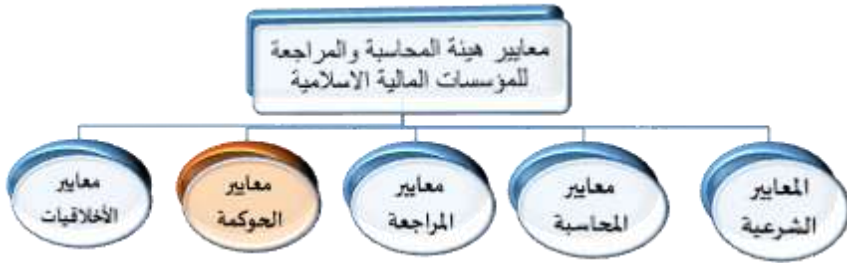 معايير هيئة المحاسبة والمراجعة
للمؤسسات المالية الاسلامية
المعايير
الشرعية
معايير
المحاسبة
معايير
المراجعة
معايير
الحوكمة
معايير
الأخلاقيات